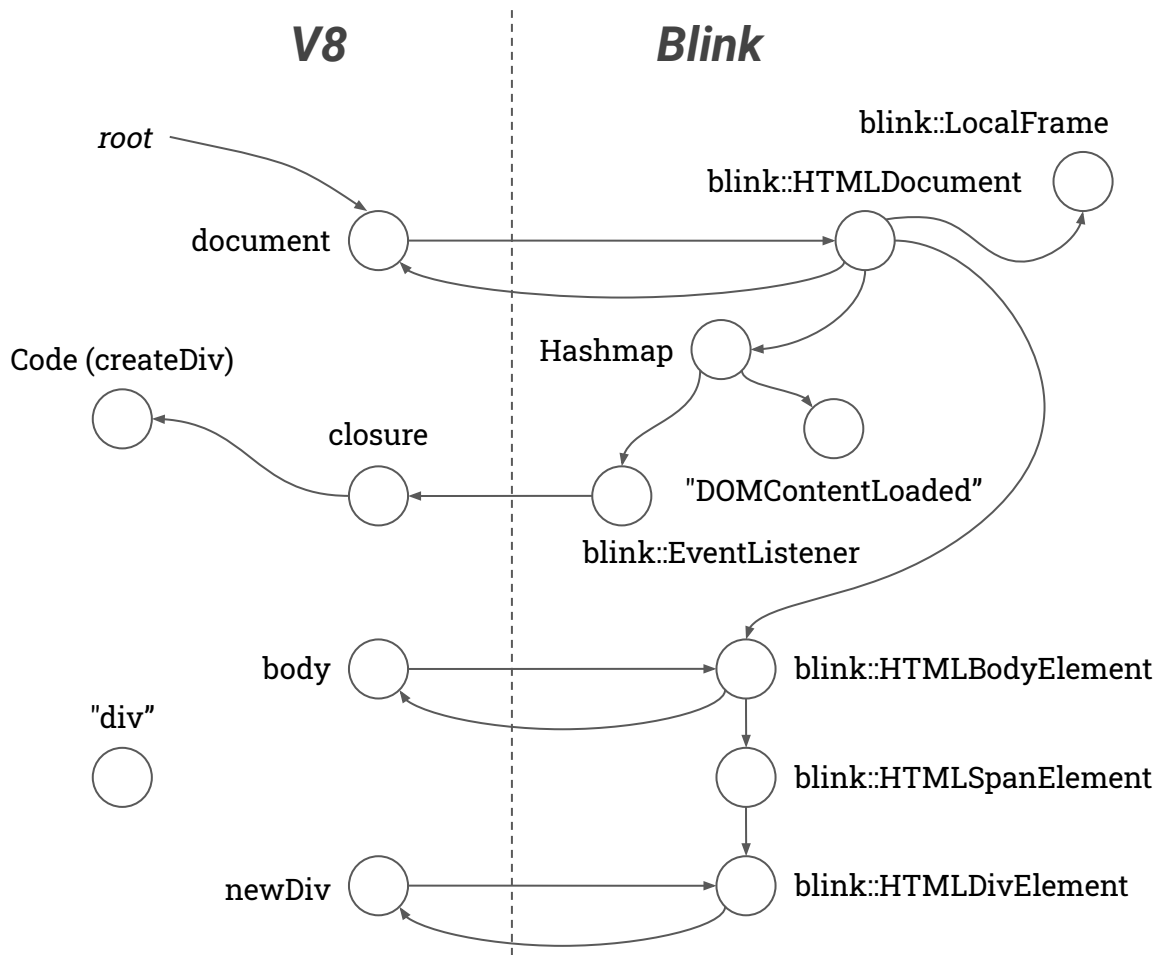 V8
Blink
blink::LocalFrame
root
blink::HTMLDocument
document
Hashmap
Code (createDiv)
closure
"DOMContentLoaded”
blink::EventListener
body
blink::HTMLBodyElement
"div”
blink::HTMLSpanElement
newDiv
blink::HTMLDivElement